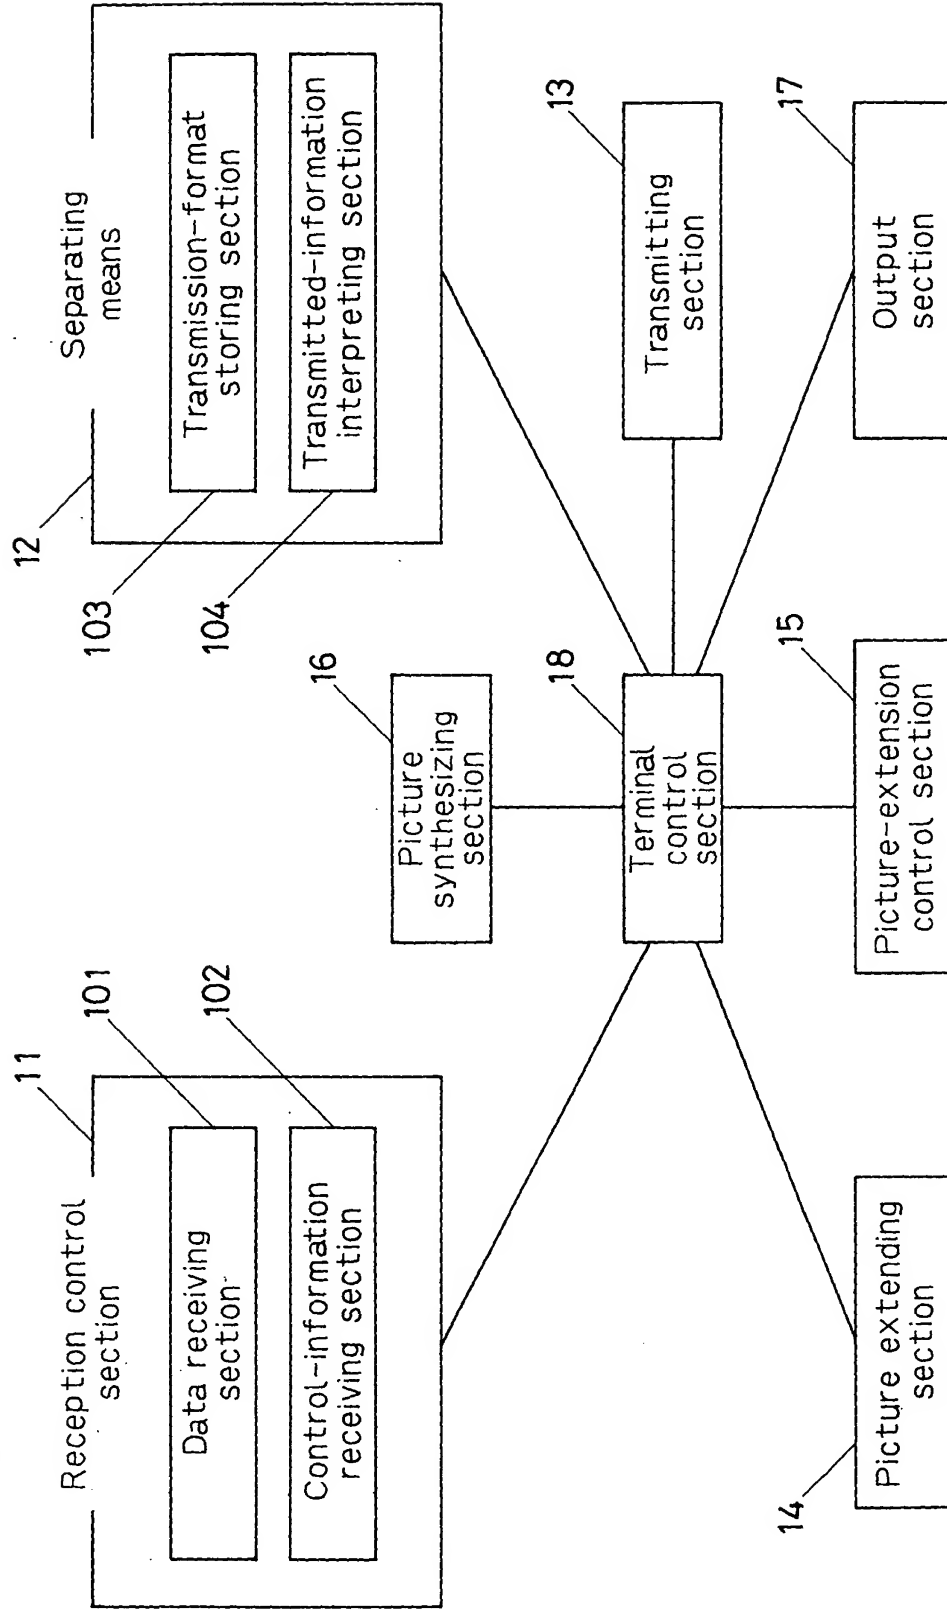 11
Reception control
section
101
Data receiving
section
102
Control-information
receiving section
12
Separating
means
103
Transmission-format
storing section
104
Transmitted-information
interpreting section
16
Picture
synthesizing
section
18
Terminal
control
section
13
Transmitting
section
14
Picture extending
section
15
Picture-extension
control section
17
Output
section